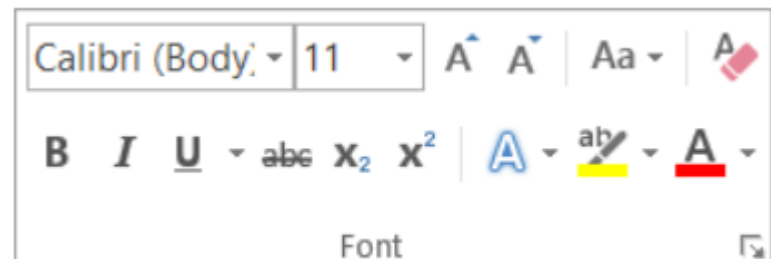 Calibri (Body) 11 A A Aa A
B I U abc X₂ X² A ab A
Font